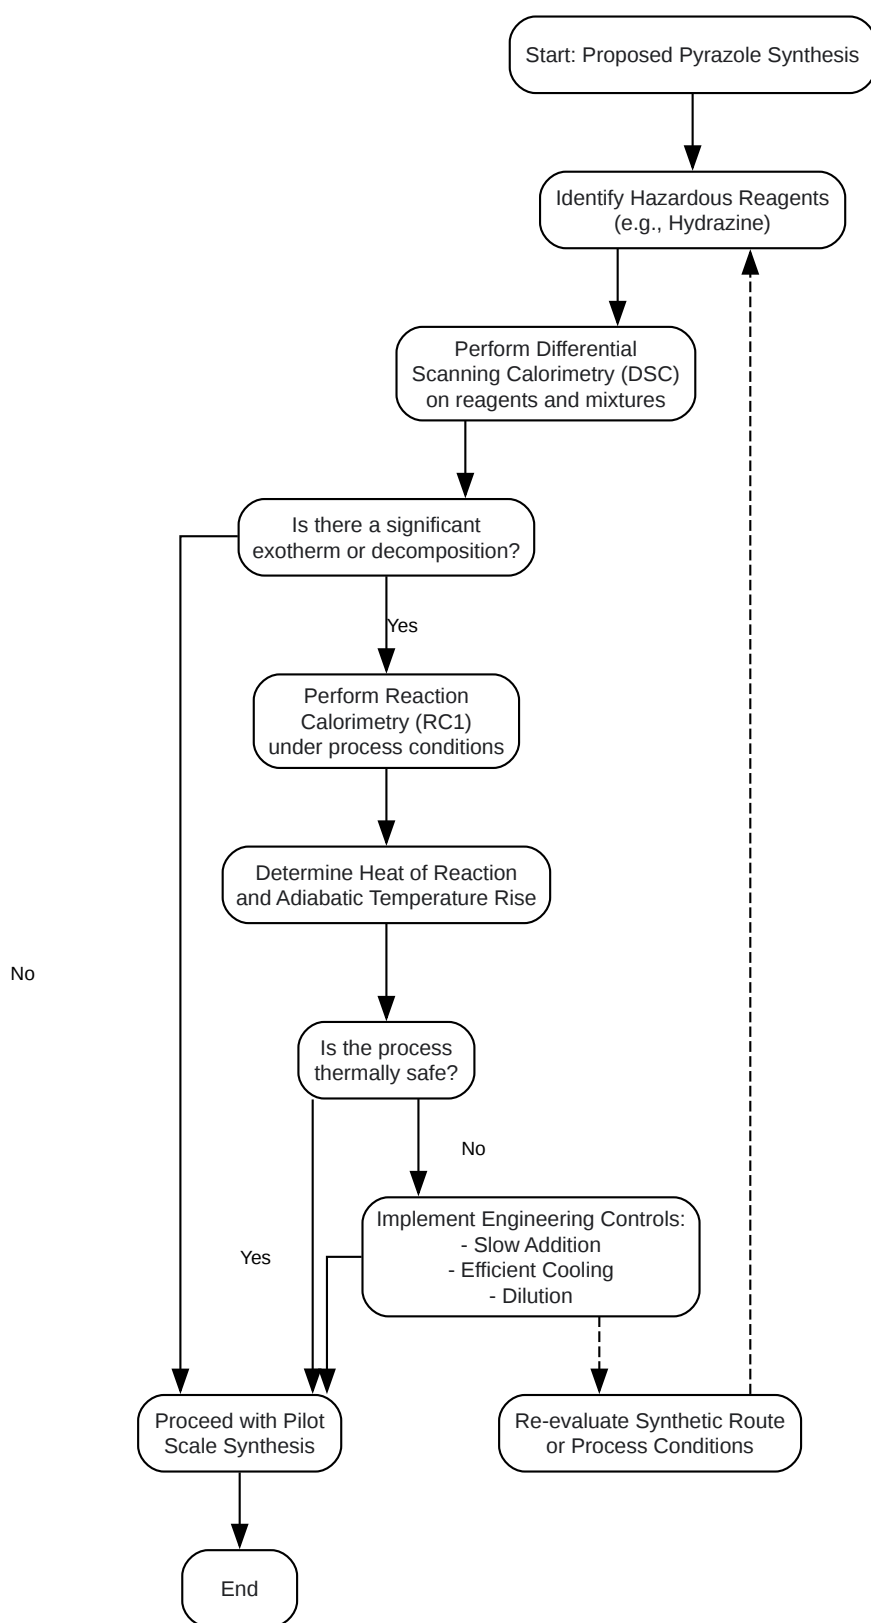 Start: Proposed Pyrazole Synthesis
Identify Hazardous Reagents
(e.g., Hydrazine)
Perform Differential
Scanning Calorimetry (DSC)
on reagents and mixtures
Is there a significant
exotherm or decomposition?
Yes
Perform Reaction
Calorimetry (RC1)
under process conditions
Determine Heat of Reaction
and Adiabatic Temperature Rise
No
Is the process
thermally safe?
No
Implement Engineering Controls:
- Slow Addition
- Efficient Cooling
- Dilution
Yes
Proceed with Pilot
Scale Synthesis
Re-evaluate Synthetic Route
or Process Conditions
End